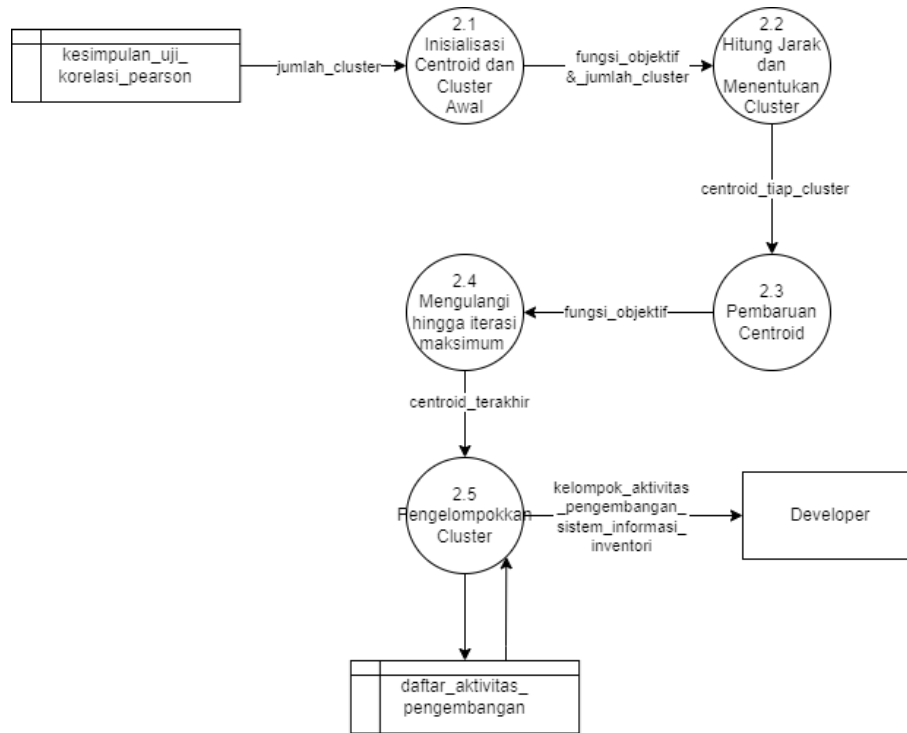 kesimpulan_uji_
korelasi_pearson
jumlah_cluster
2.1
Inisialisasi
Centroid dan
Cluster
Awal
fungsi_objektif
&_jumlah_cluster
2.2
Hitung Jarak
dan
Menentukan
Cluster
centroid_tiap_cluster
2.3
Pembaruan
Centroid
fungsi_objektif
2.4
Mengulangi
hingga iterasi
maksimum
centroid_terakhir
2.5
Pengelompokkan
Cluster
kelompok_aktivitas
_pengembangan_
sistem_informasi_
inventori
Developer
daftar_aktivitas_
pengembangan